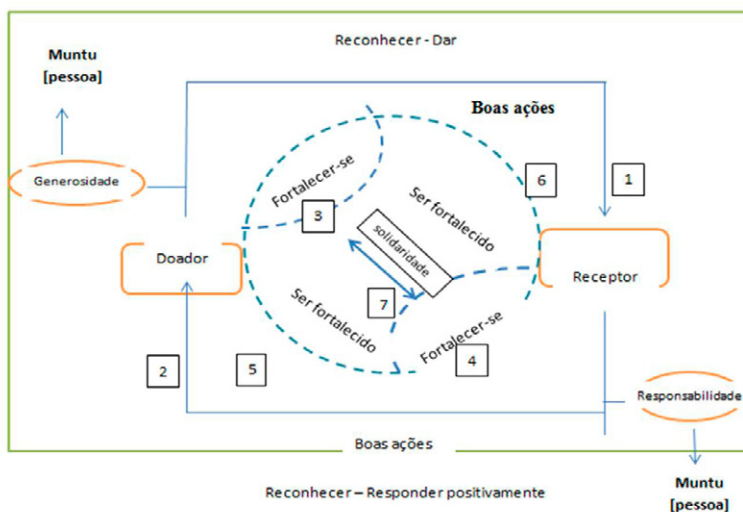 Reconhecer - Dar
Muntu
[pessoa]
Boas ações
Generosidade
Fortalecer-se
6
1
3
Ser fortalecido
solidaridade
Doador
Receptor
Ser fortalecido
7
Fortalecer-se
2
5
4
Responsabilidade
Boas ações
Muntu
[pessoa]
Reconhecer – Responder positivamente